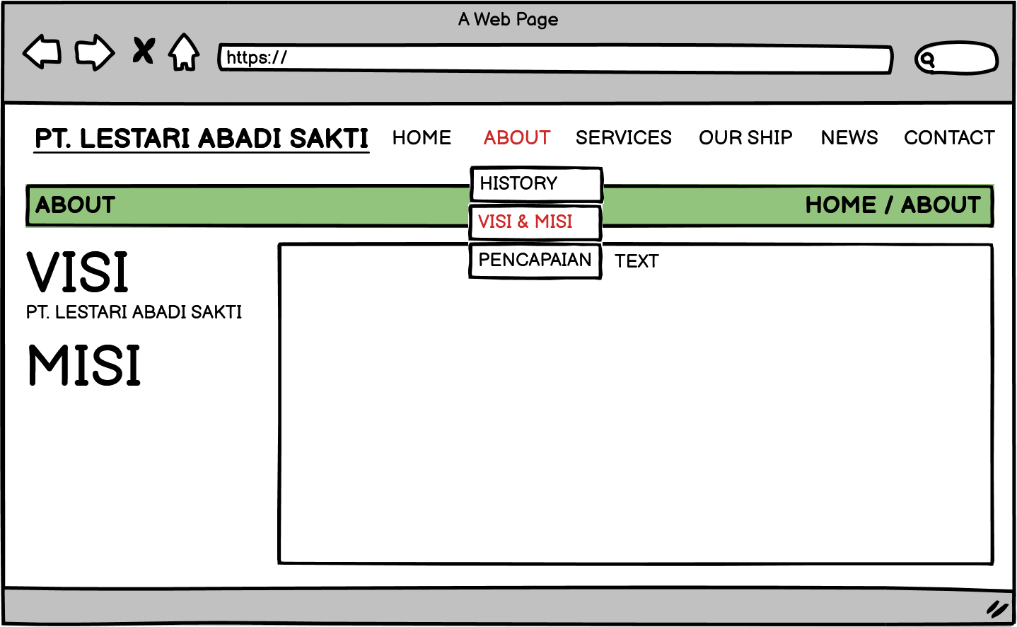 A Web Page
https://
PT. LESTARI ABADI SAKTI HOME ABOUT SERVICES OUR SHIP NEWS CONTACT
HISTORY
ABOUT
HOME / ABOUT
VISI & MISI
PENCAPAIAN
TEXT
VISI
PT. LESTARI ABADI SAKTI
MISI